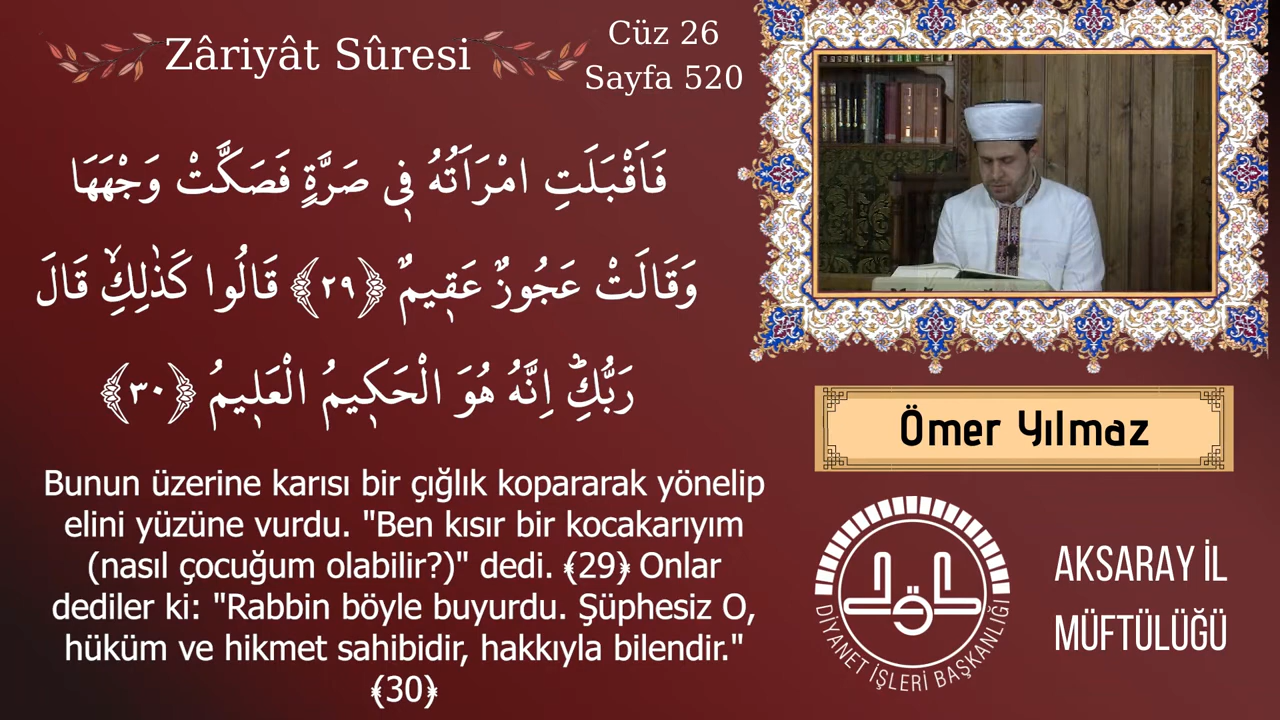 Zâriyât Sûresi
Cüz 26
Sayfa 520
فَاَقْبَلَتِ امْرَاَتُهُ ف۪ي صَرَّةٍ فَصَكَّتْ وَجْهَهَا
وَقَالَتْ عَجُوزٌ عَق۪يمٌ ﴿٢٩﴾ قَالُوا كَذٰلِكِۙ قَالَ
رَبُّكِۜ اِنَّهُ هُوَ الْحَك۪يمُ الْعَل۪يمُ ﴿٣٠﴾
Bunun üzerine karısı bir çığlık kopararak yönelip
elini yüzüne vurdu. "Ben kısır bir kocakarıyım
(nasıl çocuğum olabilir?)" dedi. ﴾29﴿ Onlar
dediler ki: "Rabbin böyle buyurdu. Şüphesiz O,
hüküm ve hikmet sahibidir, hakkıyla bilendir."
﴾30﴿
Ömer Yılmaz
DİYANET İŞLERİ BAŞKANLIĞI
AKSARAY İL
MÜFTÜLÜĞÜ